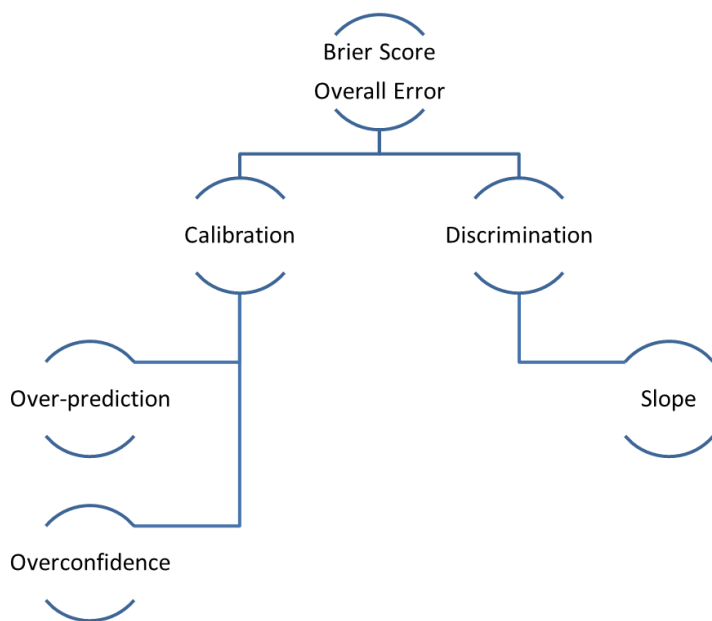 Brier Score
Overall Error
Calibration
Discrimination
Over-prediction
Slope
Overconfidence